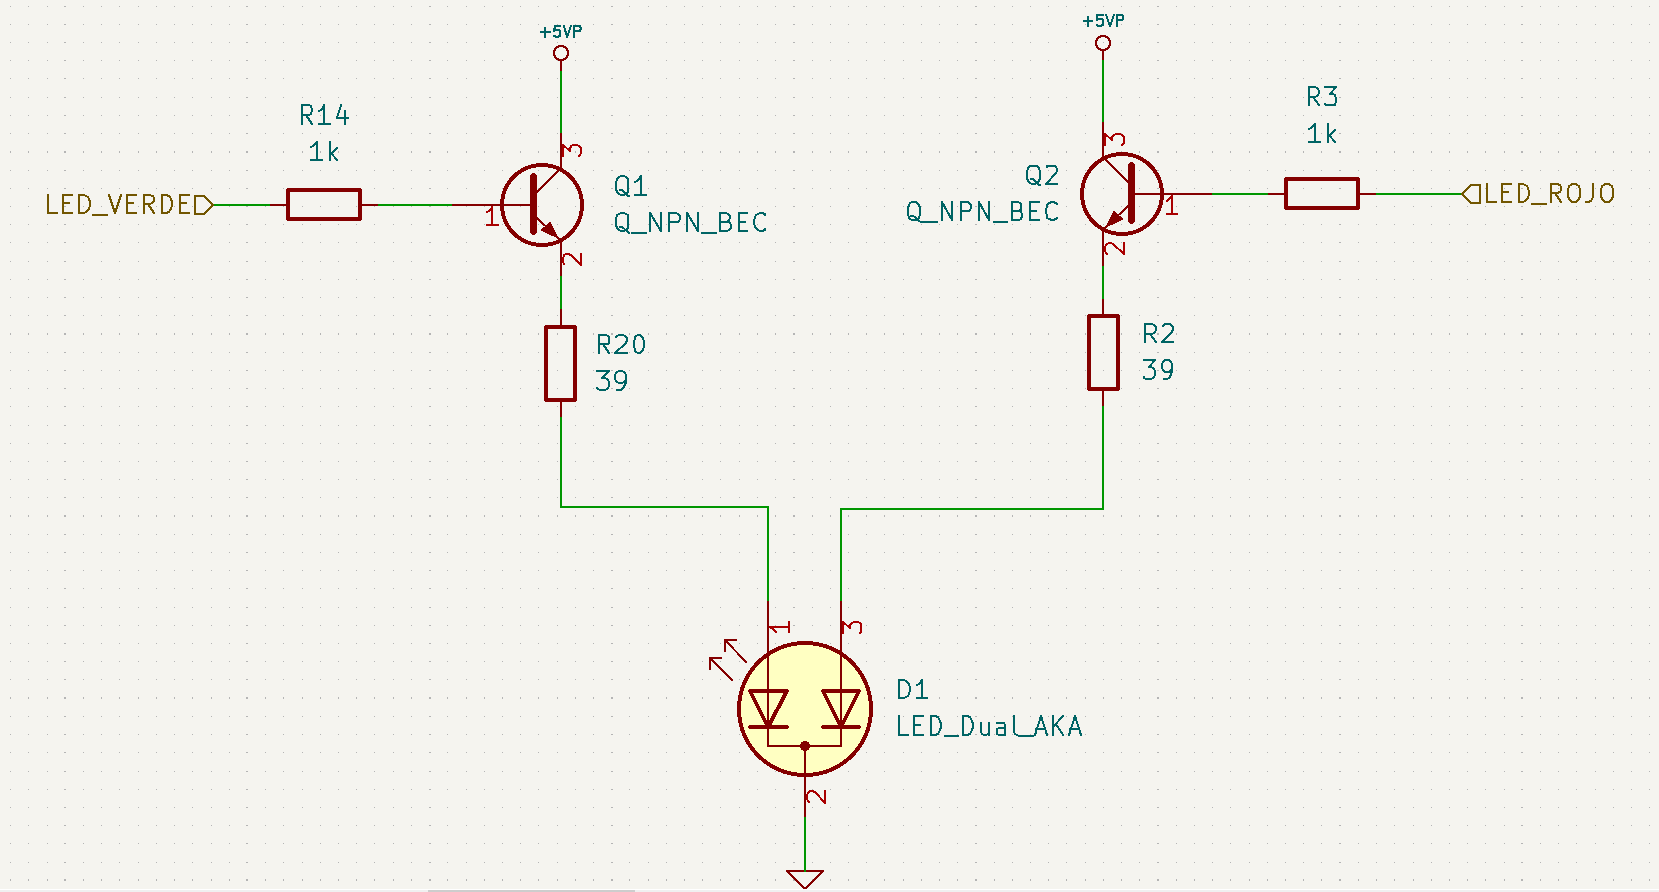 +5VP
+5VP
R14
1k
R3
1k
LED_VERDE
1
3
2
Q1
Q_NPN_BEC
Q2
Q_NPN_BEC
3
1
2
LED_ROJO
R20
39
R2
39
1
3
D1
LED_Dual_AKA
2